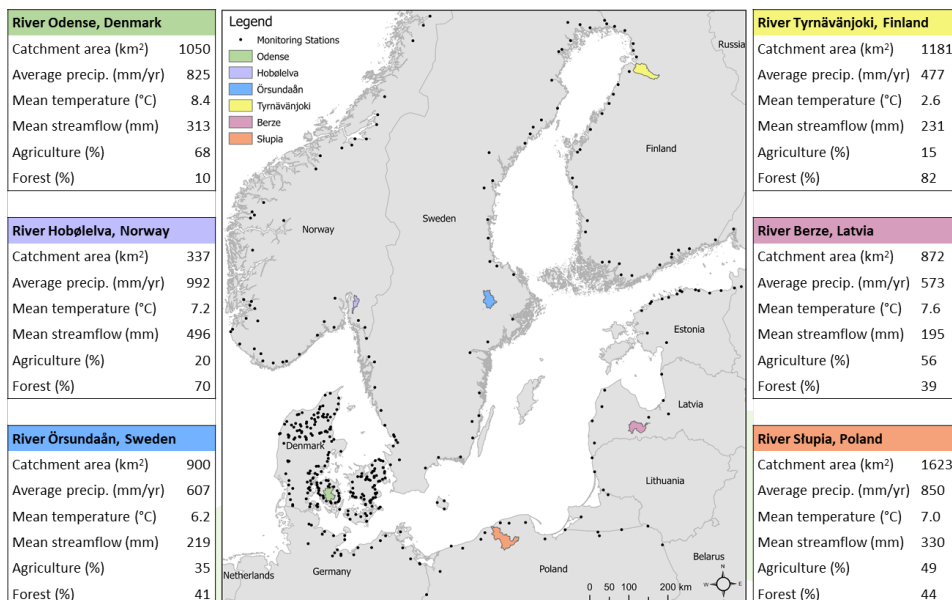 River Odense, Denmark
Catchment area (km²) 1050
Average precip. (mm/yr) 825
Mean temperature (°C) 8.4
Mean streamflow (mm) 313
Agriculture (%) 68
Forest (%) 10
River Hobølelva, Norway
Catchment area (km²) 337
Average precip. (mm/yr) 992
Mean temperature (°C) 7.2
Mean streamflow (mm) 496
Agriculture (%) 20
Forest (%) 70
River Örsundaån, Sweden
Catchment area (km²) 900
Average precip. (mm/yr) 607
Mean temperature (°C) 6.2
Mean streamflow (mm) 219
Agriculture (%) 35
Forest (%) 41
Legend
Monitoring Stations
Odense
Hobølelva
Örsundaån
Tyrnävänjoki
Berze
Słupia
Russia
Finland
Sweden
Norway
Estonia
Latvia
Denmark
Lithuania
Belarus
Netherlands
Germany
Poland
0 50 100 200 km
N
W
E
S
River Tyrnävänjoki, Finland
Catchment area (km²) 1181
Average precip. (mm/yr) 477
Mean temperature (°C) 2.6
Mean streamflow (mm) 231
Agriculture (%) 15
Forest (%) 82
River Berze, Latvia
Catchment area (km²) 872
Average precip. (mm/yr) 573
Mean temperature (°C) 7.6
Mean streamflow (mm) 195
Agriculture (%) 56
Forest (%) 39
River Słupia, Poland
Catchment area (km²) 1623
Average precip. (mm/yr) 850
Mean temperature (°C) 7.0
Mean streamflow (mm) 330
Agriculture (%) 49
Forest (%) 44